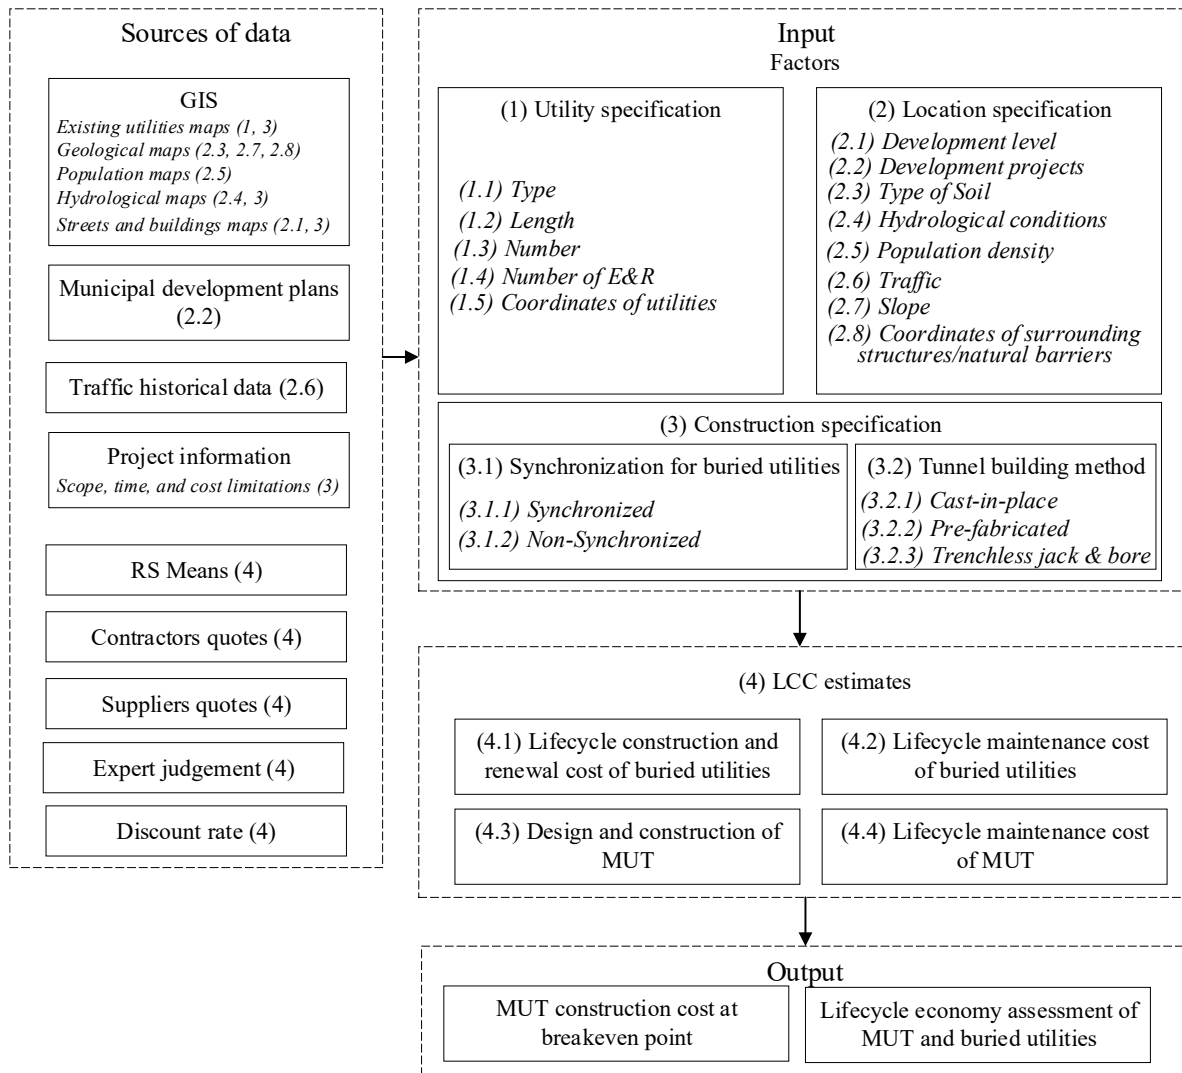 Sources of data
GIS
Existing utilities maps (1, 3)
Geological maps (2.3, 2.7, 2.8)
Population maps (2.5)
Hydrological maps (2.4, 3)
Streets and buildings maps (2.1, 3)
Municipal development plans
(2.2)
Traffic historical data (2.6)
Project information
Scope, time, and cost limitations (3)
RS Means (4)
Contractors quotes (4)
Suppliers quotes (4)
Expert judgement (4)
Discount rate (4)
Input
Factors
(1) Utility specification
(1.1) Type
(1.2) Length
(1.3) Number
(1.4) Number of E&R
(1.5) Coordinates of utilities
(2) Location specification
(2.1) Development level
(2.2) Development projects
(2.3) Type of Soil
(2.4) Hydrological conditions
(2.5) Population density
(2.6) Traffic
(2.7) Slope
(2.8) Coordinates of surrounding
structures/natural barriers
(3) Construction specification
(3.1) Synchronization for buried utilities
(3.1.1) Synchronized
(3.1.2) Non-Synchronized
(3.2) Tunnel building method
(3.2.1) Cast-in-place
(3.2.2) Pre-fabricated
(3.2.3) Trenchless jack & bore
(4) LCC estimates
(4.1) Lifecycle construction and
renewal cost of buried utilities
(4.2) Lifecycle maintenance cost
of buried utilities
(4.3) Design and construction of
MUT
(4.4) Lifecycle maintenance cost
of MUT
Output
MUT construction cost at
breakeven point
Lifecycle economy assessment of
MUT and buried utilities